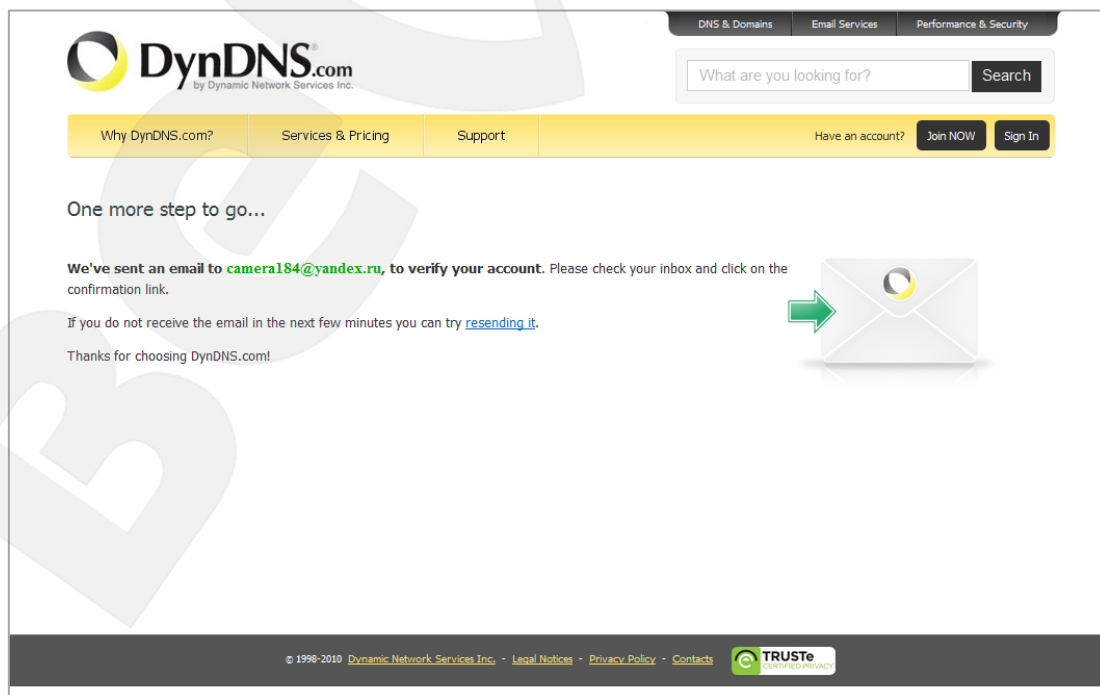 DNS & Domains Email Services Performance & Security
DynDNS.com
by Dynamic Network Services Inc.
What are you looking for? Search
Why DynDNS.com? Services & Pricing Support Have an account? Join NOW Sign In
One more step to go...
We've sent an email to camera184@yandex.ru, to verify your account. Please check your inbox and click on the
confirmation link.
If you do not receive the email in the next few minutes you can try resending it.
Thanks for choosing DynDNS.com!
© 1998-2010 Dynamic Network Services Inc. - Legal Notices - Privacy Policy - Contacts TRUSTe
CERTIFIED PRIVACY